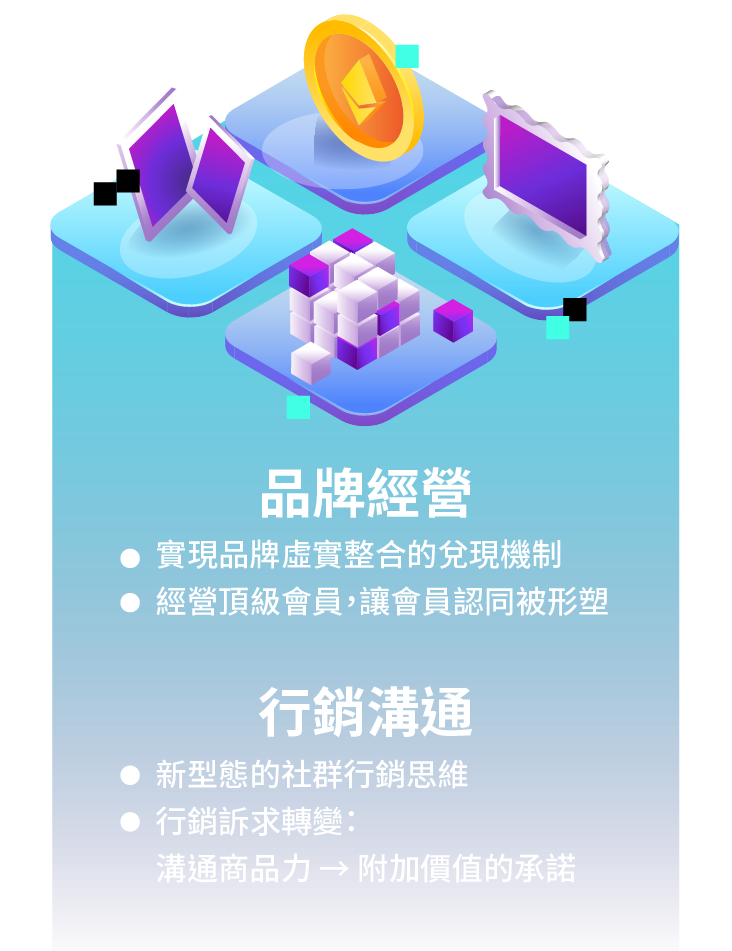 品牌經營
● 實現品牌虛實整合的兌現機制
● 經營頂級會員，讓會員認同被形塑
行銷溝通
● 新型態的社群行銷思維
● 行銷訴求轉變：
溝通商品力 → 附加價值的承諾